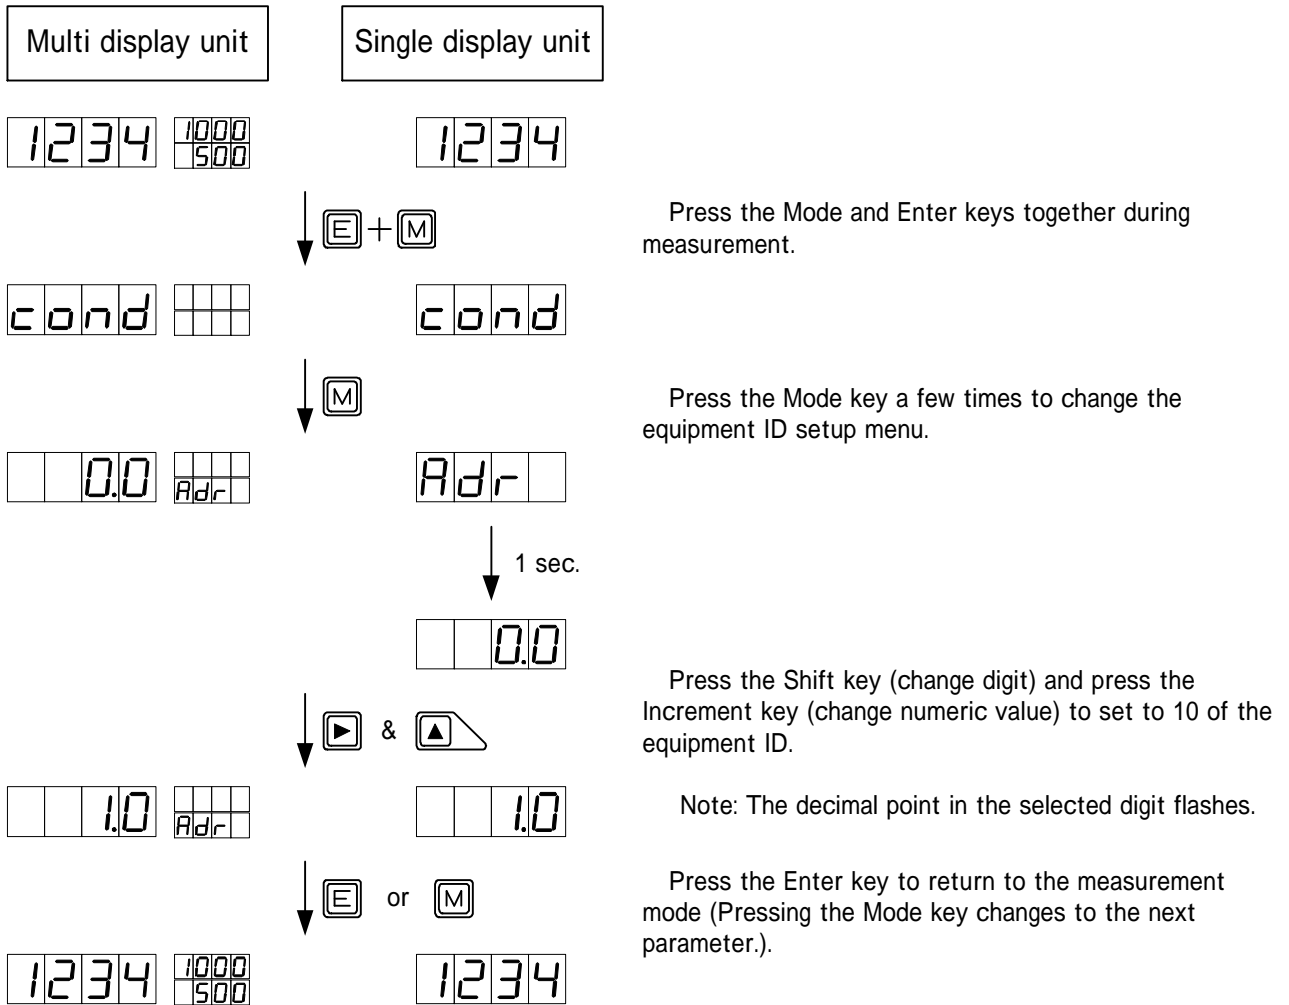 Multi display unit Single display unit
1234 1000 1234
500
E + M Press the Mode and Enter keys together during
measurement.
cond cond
M Press the Mode key a few times to change the
equipment ID setup menu.
0.0 Adr Adr
1 sec.
0.0
Press the Shift key (change digit) and press the
& Increment key (change numeric value) to set to 10 of the
equipment ID.
1.0 Adr 1.0 Note: The decimal point in the selected digit flashes.
E or M Press the Enter key to return to the measurement
mode (Pressing the Mode key changes to the next
parameter.).
1234 1000 1234
500